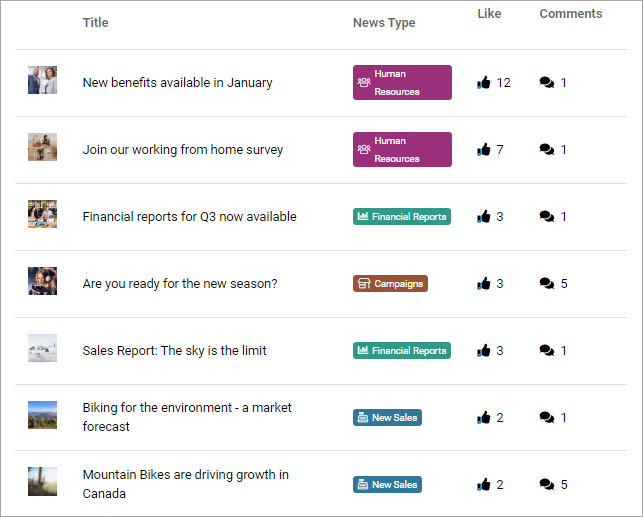 Title News Type Like Comments
New benefits available in January Human Resources 12 1
Join our working from home survey Human Resources 7 1
Financial reports for Q3 now available Financial Reports 3 1
Are you ready for the new season? Campaigns 3 5
Sales Report: The sky is the limit Financial Reports 3 1
Biking for the environment - a market
forecast New Sales 2 1
Mountain Bikes are driving growth in
Canada New Sales 2 5